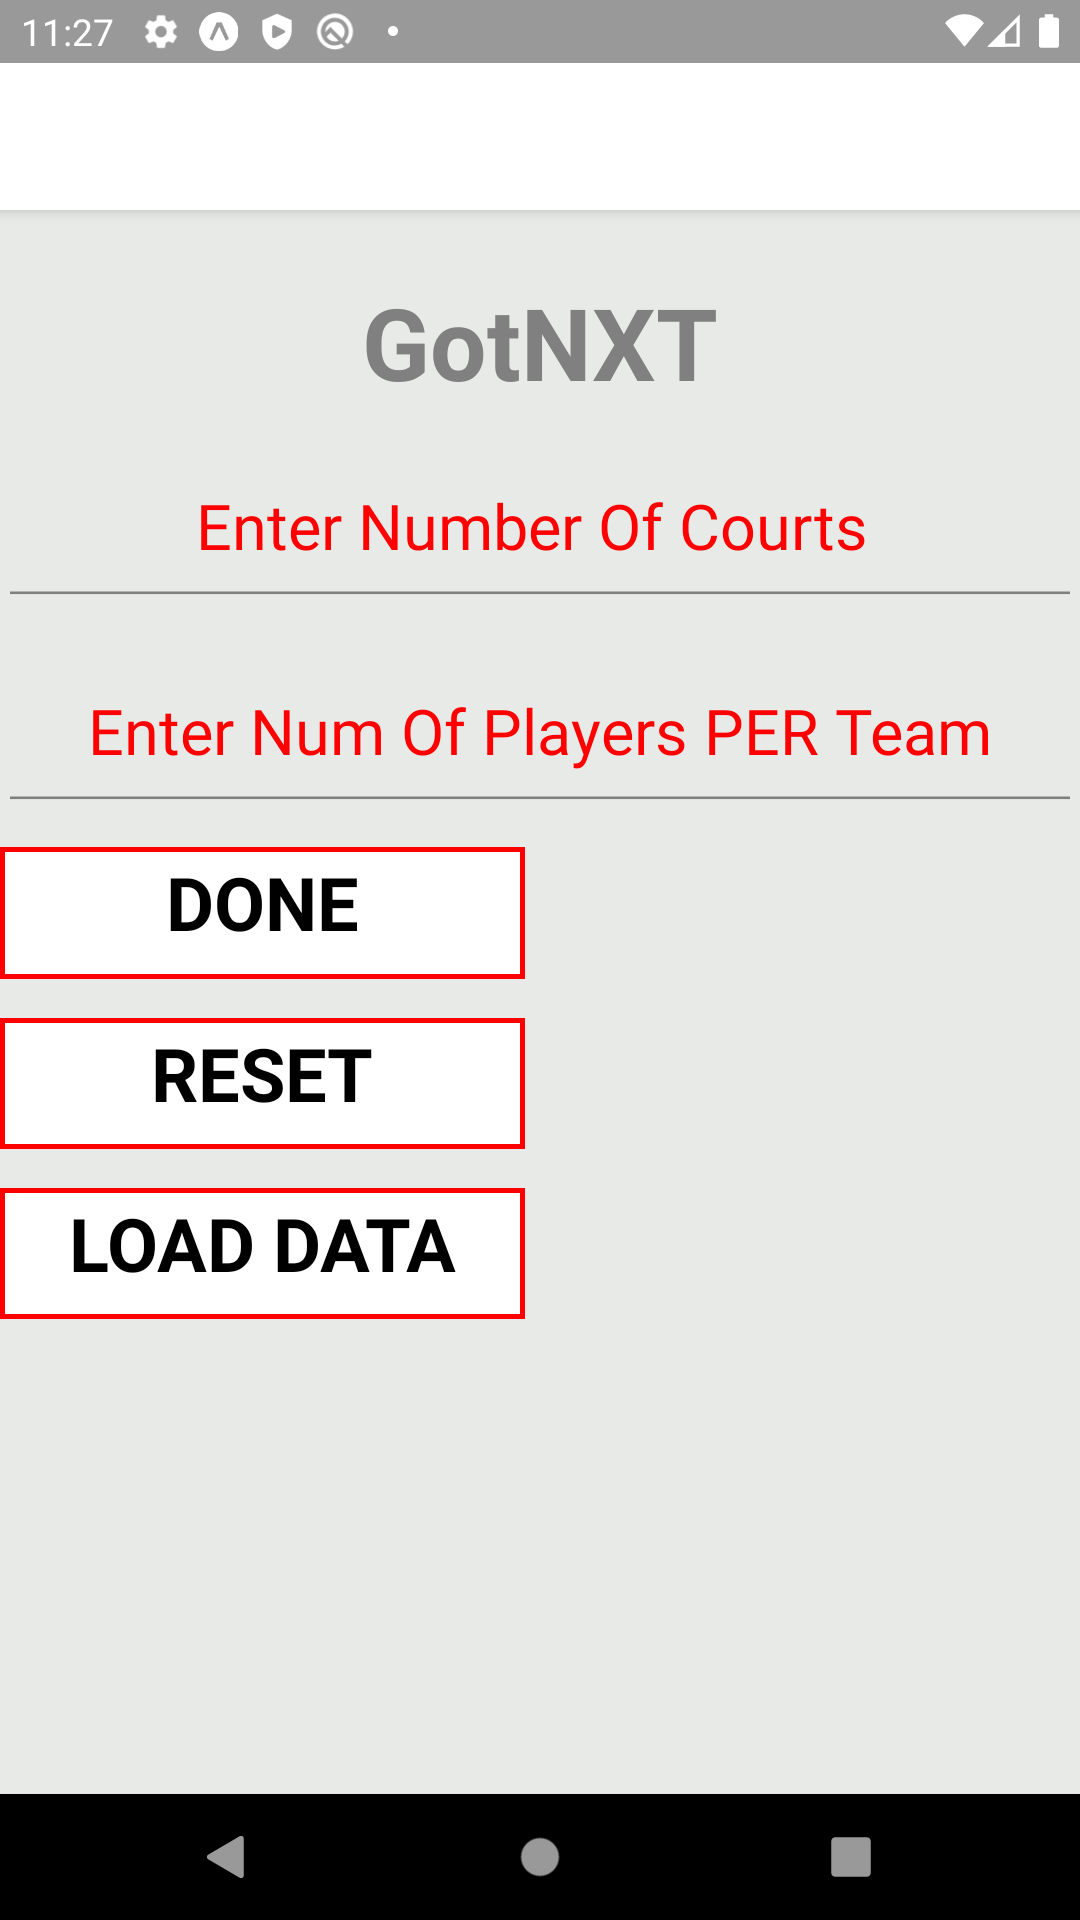 11:27
GotNXT
Enter Number Of Courts
Enter Num Of Players PER Team
DONE
RESET
LOAD DATA